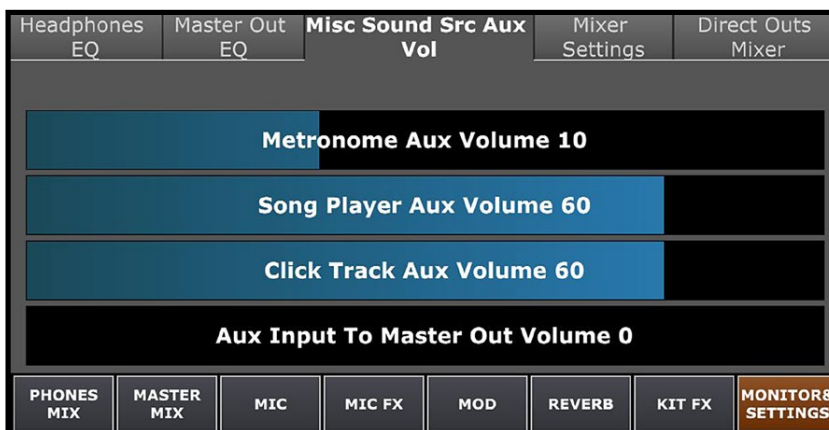 Headphones EQ
Master Out EQ
Misc Sound Src Aux Vol
Mixer Settings
Direct Outs Mixer
Metronome Aux Volume 10
Song Player Aux Volume 60
Click Track Aux Volume 60
Aux Input To Master Out Volume 0
PHONES MIX
MASTER MIX
MIC
MIC FX
MOD
REVERB
KIT FX
MONITOR& SETTINGS